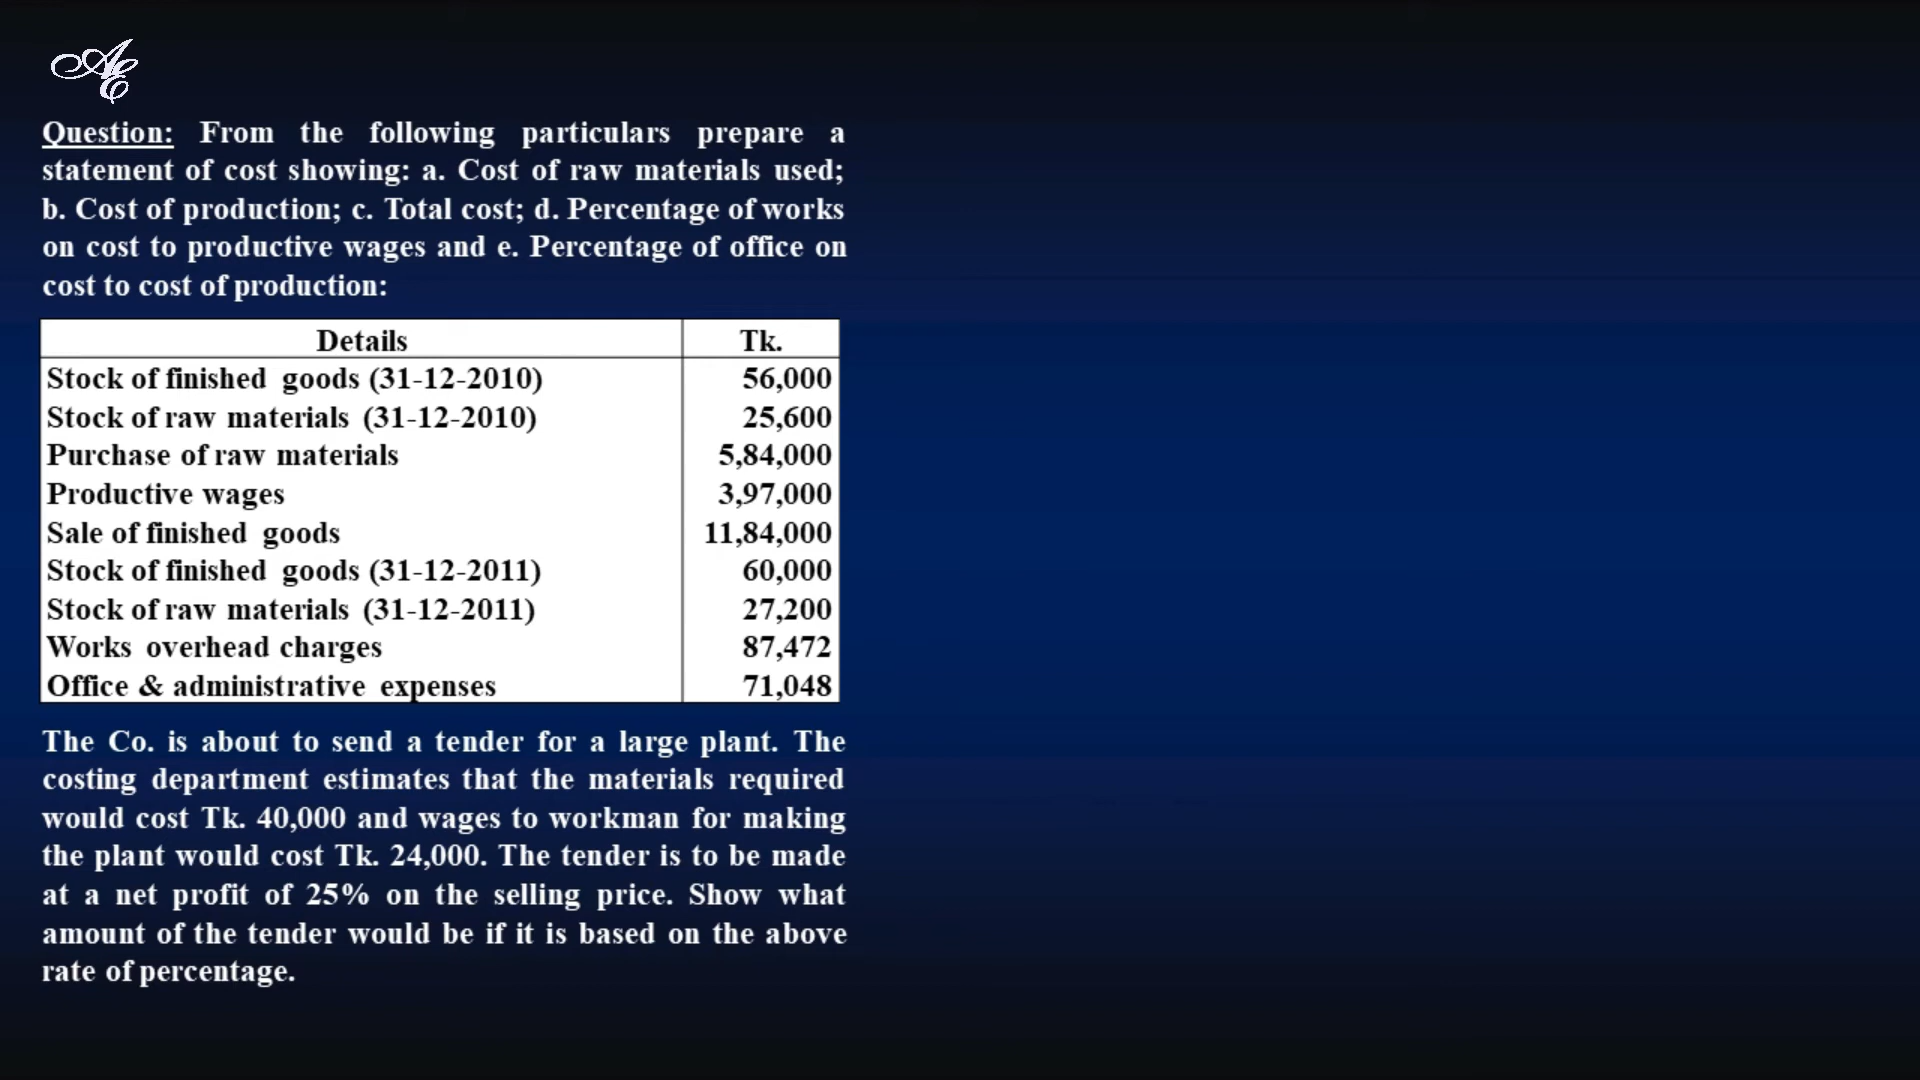 AE
Question: From the following particulars prepare a
statement of cost showing: a. Cost of raw materials used;
b. Cost of production; c. Total cost; d. Percentage of works
on cost to productive wages and e. Percentage of office on
cost to cost of production:
Details Tk.
Stock of finished goods (31-12-2010) 56,000
Stock of raw materials (31-12-2010) 25,600
Purchase of raw materials 5,84,000
Productive wages 3,97,000
Sale of finished goods 11,84,000
Stock of finished goods (31-12-2011) 60,000
Stock of raw materials (31-12-2011) 27,200
Works overhead charges 87,472
Office & administrative expenses 71,048
The Co. is about to send a tender for a large plant. The
costing department estimates that the materials required
would cost Tk. 40,000 and wages to workman for making
the plant would cost Tk. 24,000. The tender is to be made
at a net profit of 25% on the selling price. Show what
amount of the tender would be if it is based on the above
rate of percentage.